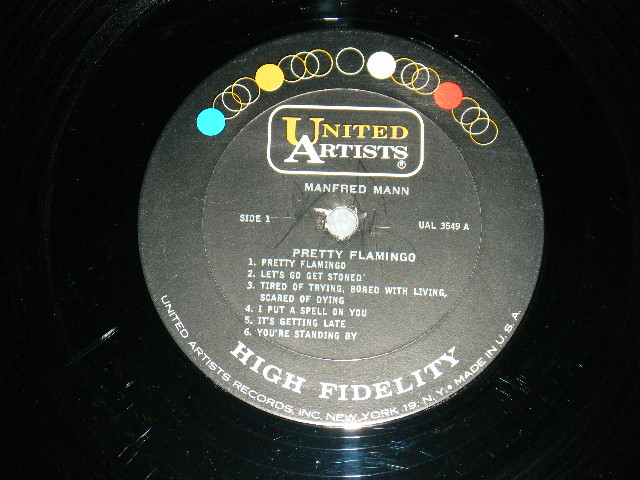 UNITED
ARTISTS®
MANFRED MANN
SIDE 1
UAL 3549 A
PRETTY FLAMINGO
1. PRETTY FLAMINGO
2. LET'S GO GET STONED
3. TIRED OF TRYING, BORED WITH LIVING,
SCARED OF DYING
4. I PUT A SPELL ON YOU
5. IT'S GETTING LATE
6. YOU'RE STANDING BY
HIGH FIDELITY
UNITED ARTISTS RECORDS, INC. NEW YORK 19, N.Y. • MADE IN U.S.A.